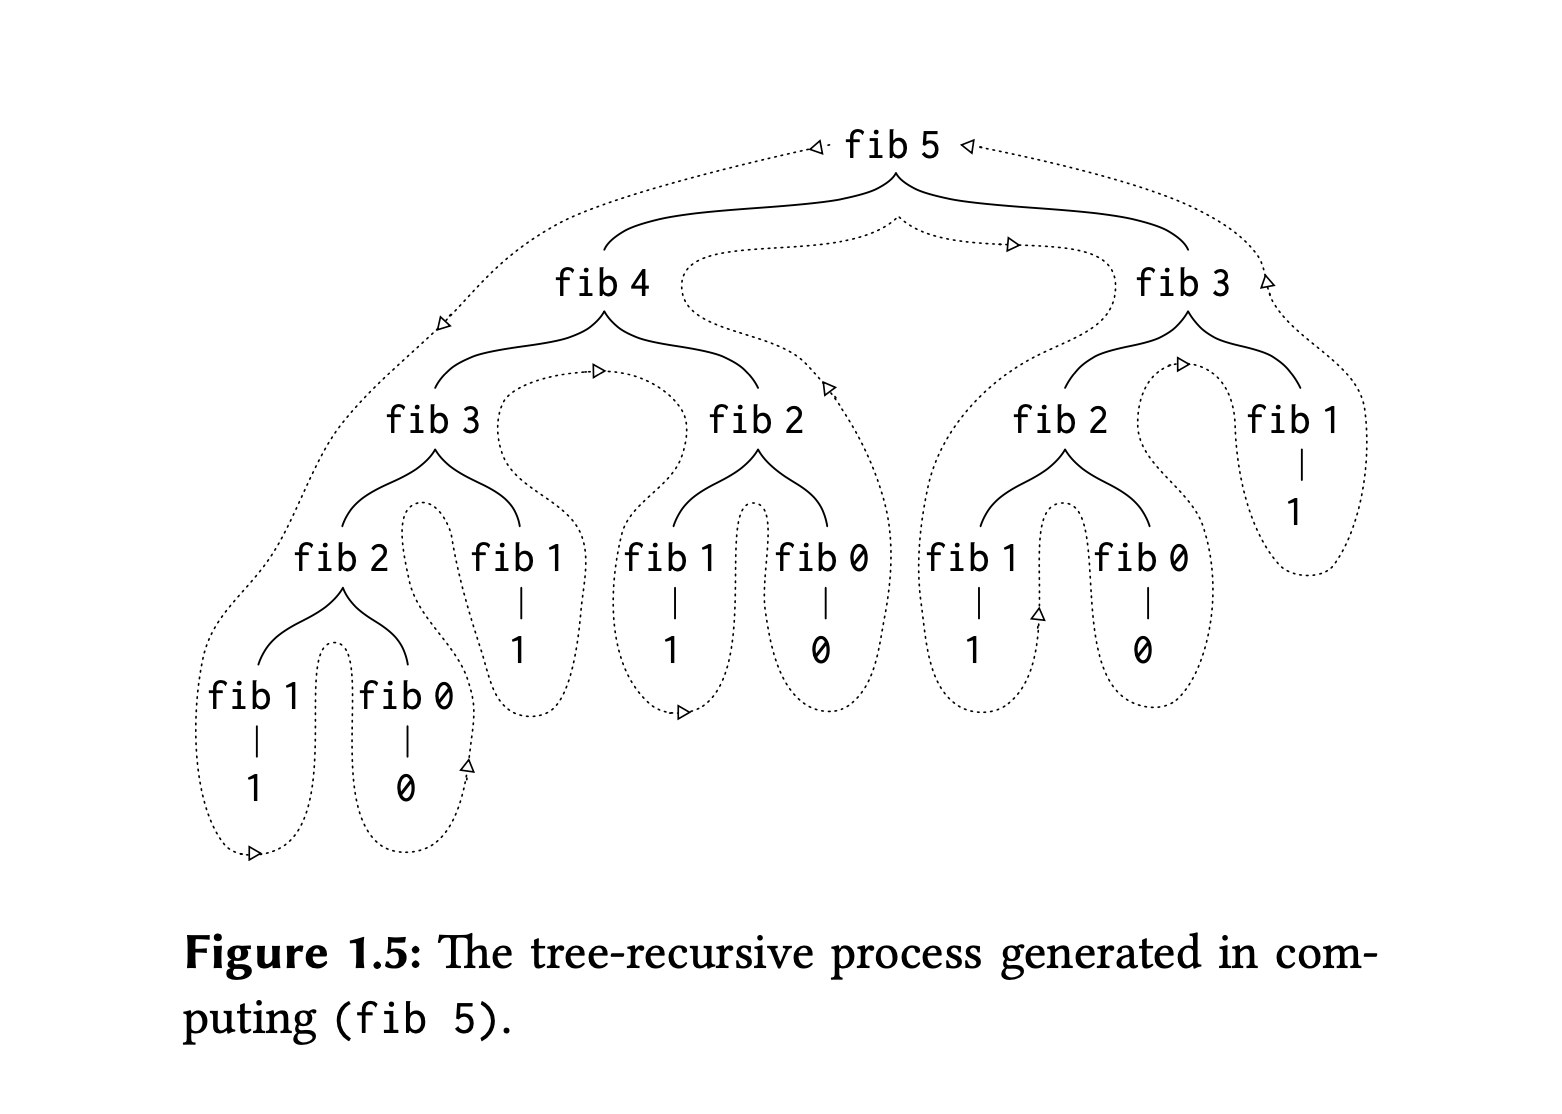 fib 5
fib 4 fib 3
fib 3 fib 2 fib 2 fib 1
1
fib 2 fib 1 fib 1 fib 0 fib 1 fib 0
1 1 0 1 0
fib 1 fib 0
1 0
Figure 1.5: The tree-recursive process generated in com-
puting (fib 5).